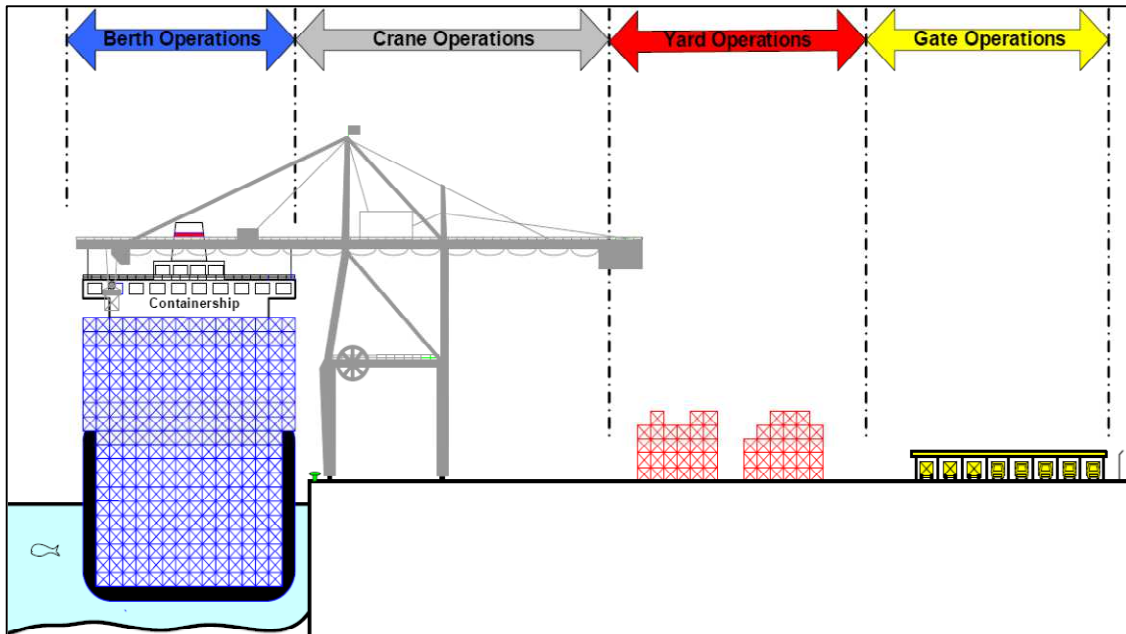 Berth Operations
Crane Operations
Yard Operations
Gate Operations
Containership